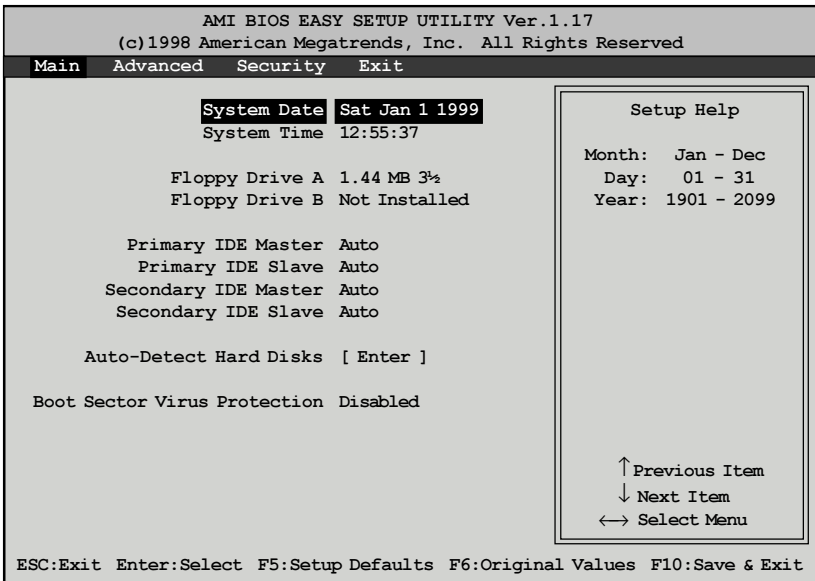 AMI BIOS EASY SETUP UTILITY Ver.1.17
(c)1998 American Megatrends, Inc. All Rights Reserved
Main Advanced Security Exit
System Date Sat Jan 1 1999
System Time 12:55:37
Floppy Drive A 1.44 MB 3½
Floppy Drive B Not Installed
Primary IDE Master Auto
Primary IDE Slave Auto
Secondary IDE Master Auto
Secondary IDE Slave Auto
Auto-Detect Hard Disks [ Enter ]
Boot Sector Virus Protection Disabled
Setup Help
Month: Jan - Dec
Day: 01 - 31
Year: 1901 - 2099
↑ Previous Item
↓ Next Item
←→ Select Menu
ESC:Exit Enter:Select F5:Setup Defaults F6:Original Values F10:Save & Exit